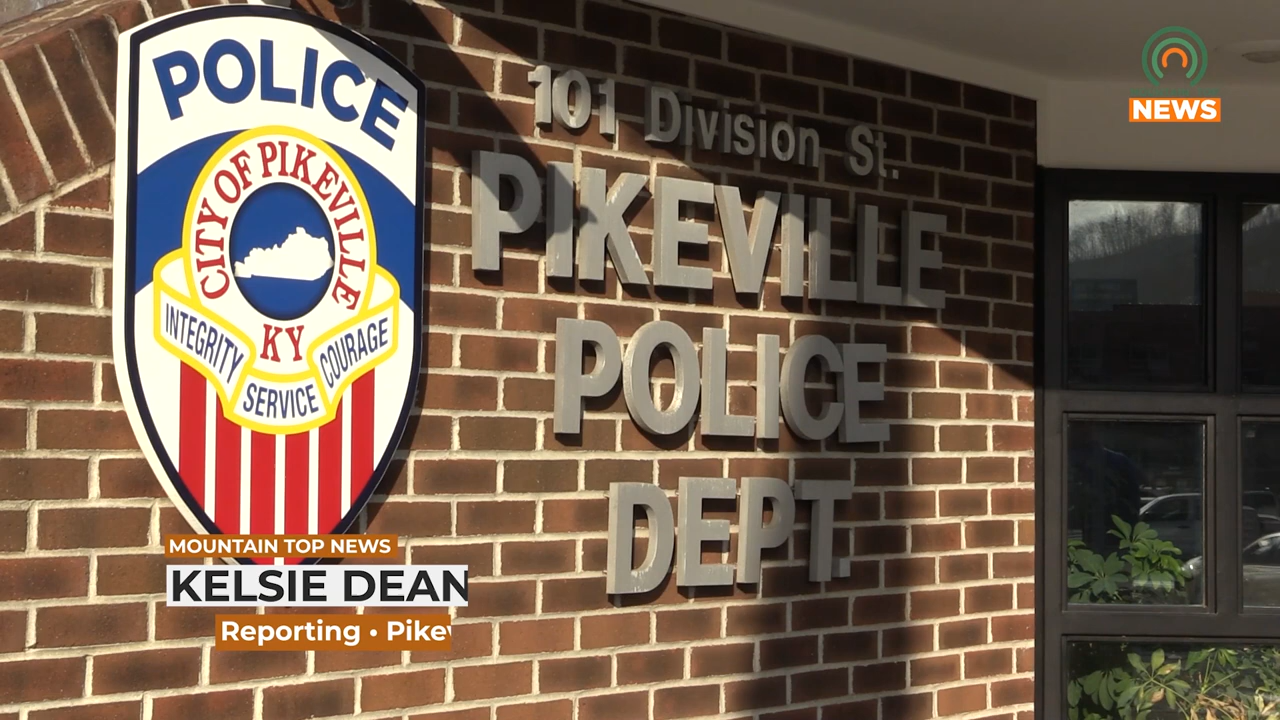 POLICE
CITY OF PIKEVILLE
KY
INTEGRITY
SERVICE
COURAGE
101 Division St.
PIKEVILLE
POLICE
DEPT.
NEWS
MOUNTAIN TOP NEWS
KELSIE DEAN
Reporting • Pike